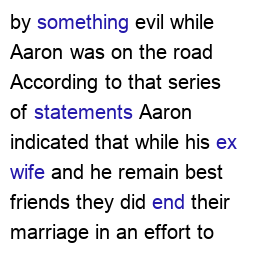 by something evil while
Aaron was on the road
According to that series
of statements Aaron
indicated that while his ex
wife and he remain best
friends they did end their
marriage in an effort to